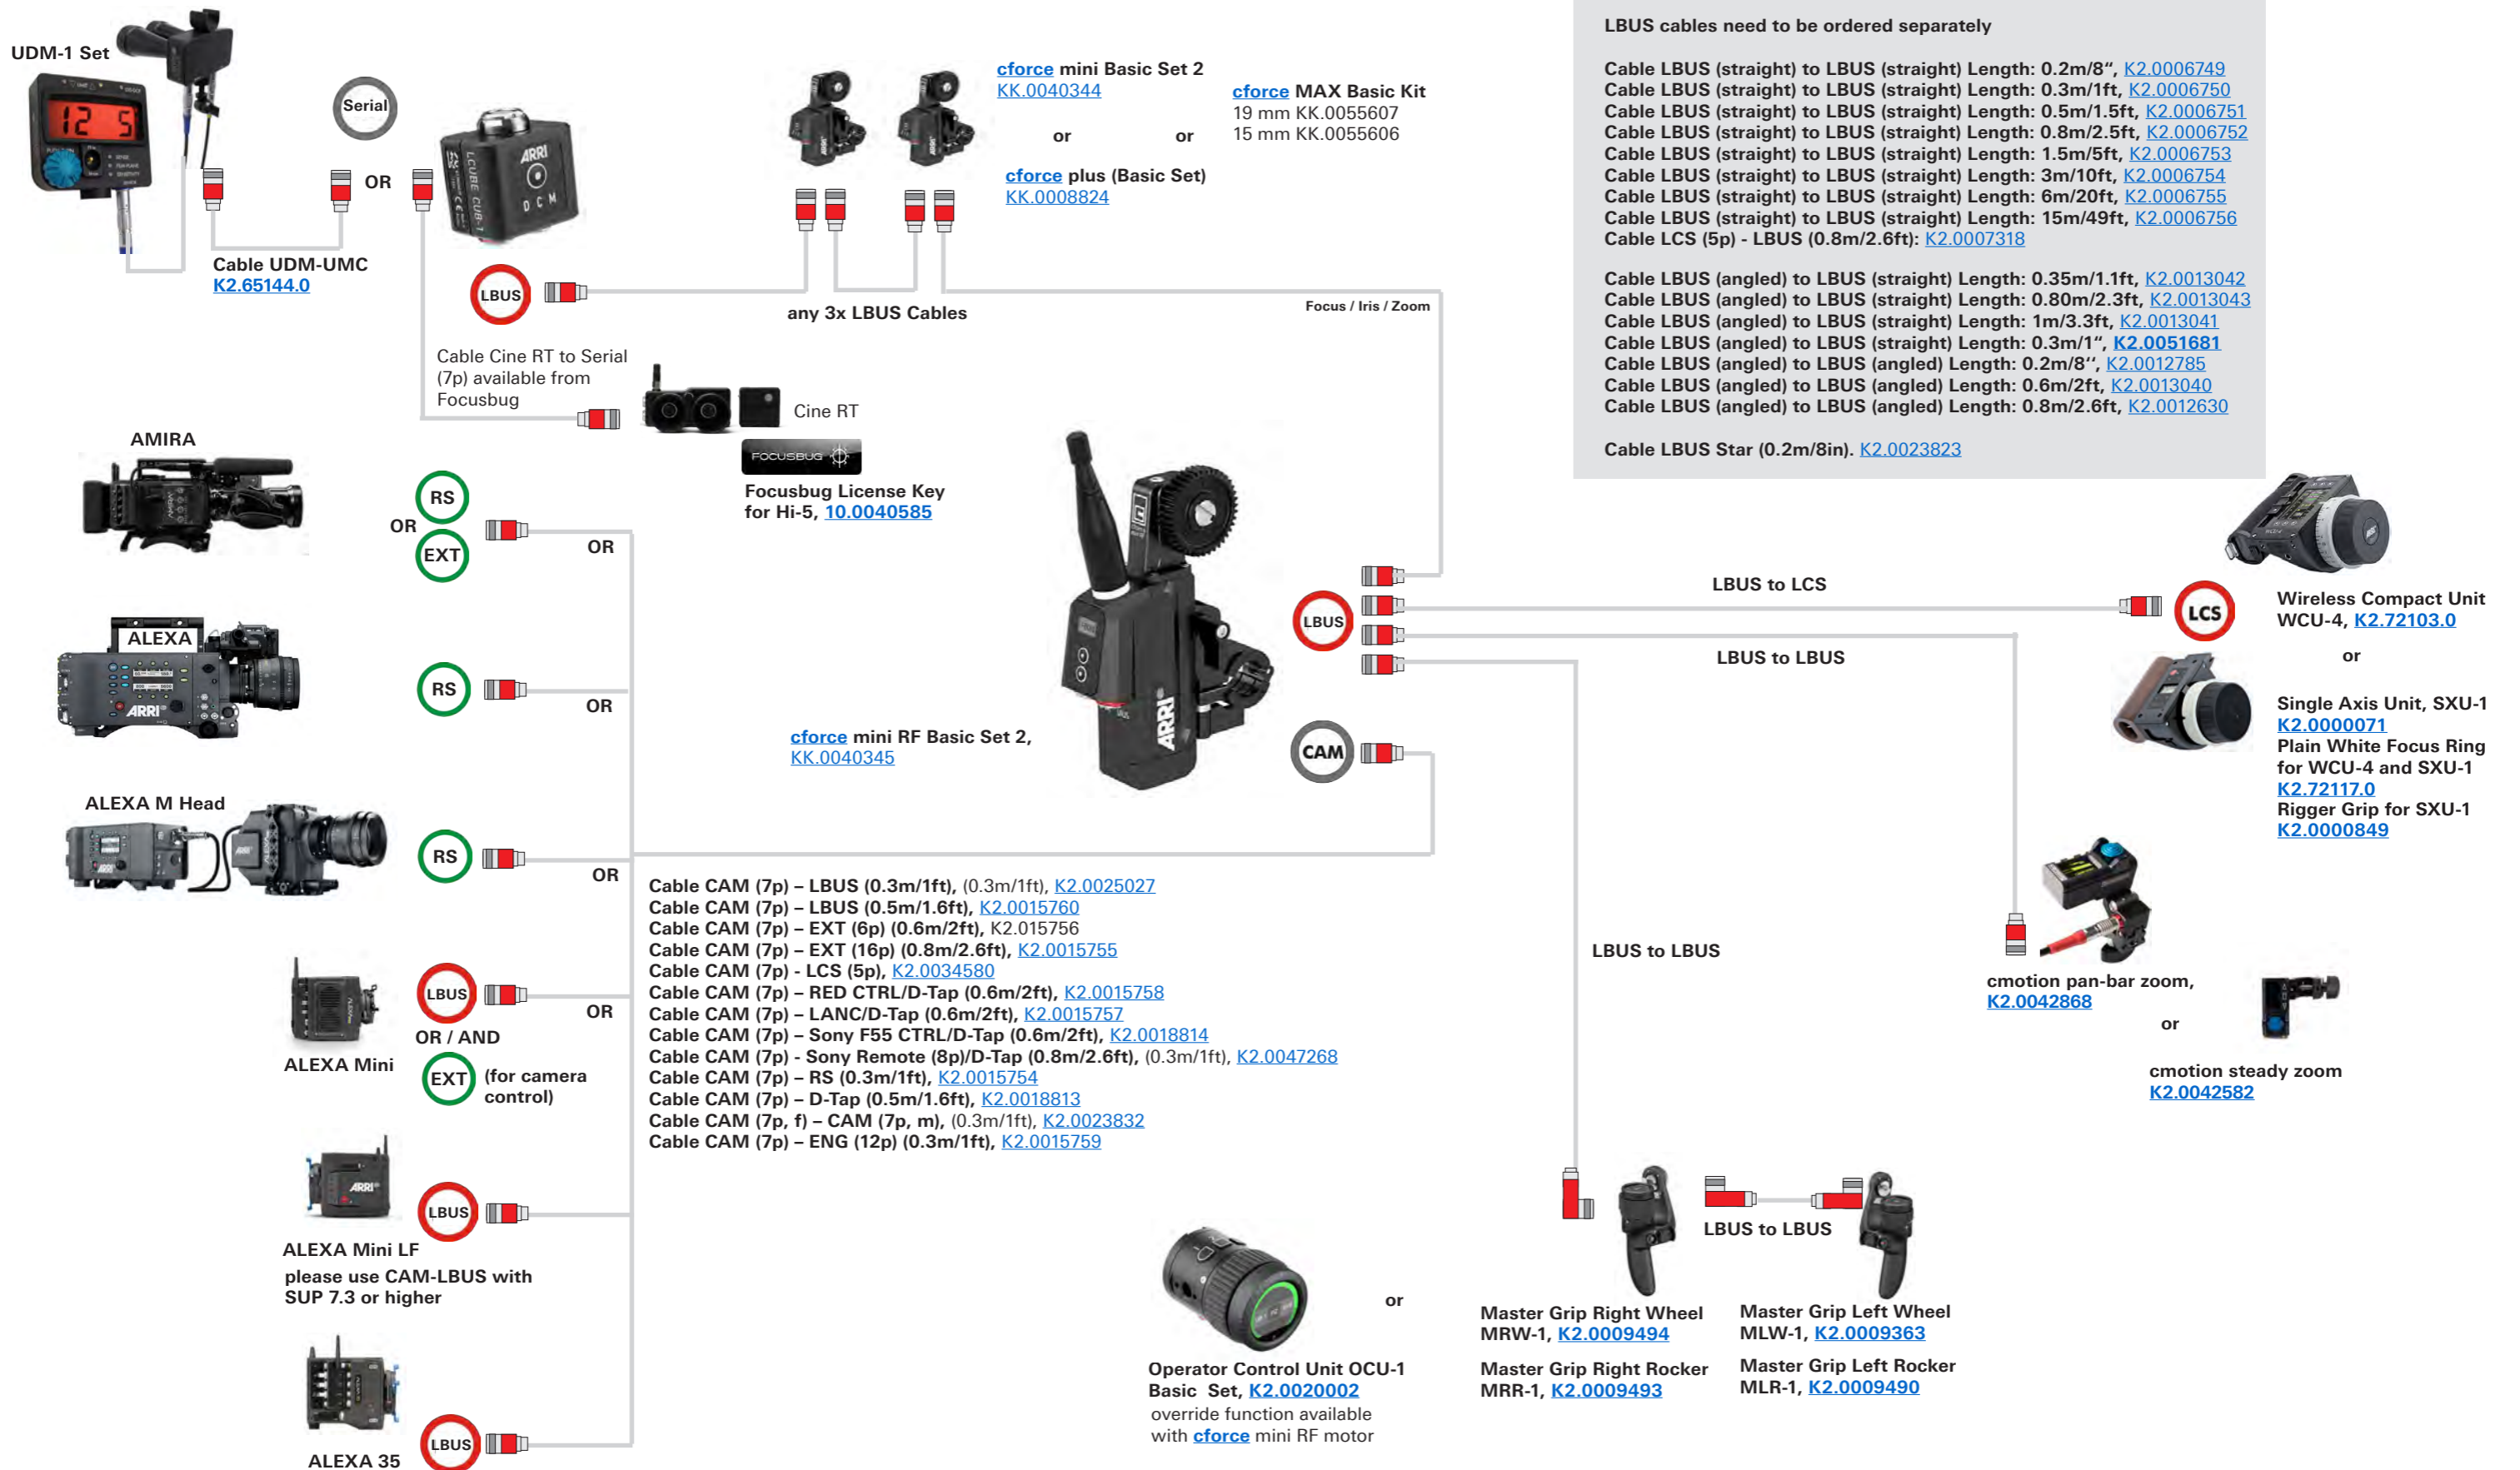 UDM-1 Set
12 5
Serial
OR
Cable UDM-UMC
K2.65144.0
ARRI
LCUBE CUB-1
D C M
LBUS
cforce mini Basic Set 2
KK.0040344
or
cforce plus (Basic Set)
KK.0008824
or
cforce MAX Basic Kit
19 mm KK.0055607
15 mm KK.0055606
any 3x LBUS Cables
Focus / Iris / Zoom
Cable Cine RT to Serial
(7p) available from
Focusbug
Cine RT
FOCUSBUG
Focusbug License Key
for Hi-5, 10.0040585
LBUS cables need to be ordered separately
Cable LBUS (straight) to LBUS (straight) Length: 0.2m/8“, K2.0006749
Cable LBUS (straight) to LBUS (straight) Length: 0.3m/1ft, K2.0006750
Cable LBUS (straight) to LBUS (straight) Length: 0.5m/1.5ft, K2.0006751
Cable LBUS (straight) to LBUS (straight) Length: 0.8m/2.5ft, K2.0006752
Cable LBUS (straight) to LBUS (straight) Length: 1.5m/5ft, K2.0006753
Cable LBUS (straight) to LBUS (straight) Length: 3m/10ft, K2.0006754
Cable LBUS (straight) to LBUS (straight) Length: 6m/20ft, K2.0006755
Cable LBUS (straight) to LBUS (straight) Length: 15m/49ft, K2.0006756
Cable LCS (5p) - LBUS (0.8m/2.6ft): K2.0007318
Cable LBUS (angled) to LBUS (straight) Length: 0.35m/1.1ft, K2.0013042
Cable LBUS (angled) to LBUS (straight) Length: 0.80m/2.3ft, K2.0013043
Cable LBUS (angled) to LBUS (straight) Length: 1m/3.3ft, K2.0013041
Cable LBUS (angled) to LBUS (straight) Length: 0.3m/1“, K2.0051681
Cable LBUS (angled) to LBUS (angled) Length: 0.2m/8‘‘, K2.0012785
Cable LBUS (angled) to LBUS (angled) Length: 0.6m/2ft, K2.0013040
Cable LBUS (angled) to LBUS (angled) Length: 0.8m/2.6ft, K2.0012630
Cable LBUS Star (0.2m/8in). K2.0023823
AMIRA
RS
OR
EXT
OR
ALEXA
ARRI
RS
OR
ALEXA M Head
RS
OR
ALEXA Mini
LBUS
OR
OR / AND
EXT
(for camera
control)
ARRI
ALEXA Mini LF
please use CAM-LBUS with
SUP 7.3 or higher
LBUS
ALEXA 35
LBUS
cforce mini RF Basic Set 2,
KK.0040345
ARRI
LBUS
CAM
Cable CAM (7p) – LBUS (0.3m/1ft), (0.3m/1ft), K2.0025027
Cable CAM (7p) – LBUS (0.5m/1.6ft), K2.0015760
Cable CAM (7p) – EXT (6p) (0.6m/2ft), K2.015756
Cable CAM (7p) – EXT (16p) (0.8m/2.6ft), K2.0015755
Cable CAM (7p) - LCS (5p), K2.0034580
Cable CAM (7p) – RED CTRL/D-Tap (0.6m/2ft), K2.0015758
Cable CAM (7p) – LANC/D-Tap (0.6m/2ft), K2.0015757
Cable CAM (7p) – Sony F55 CTRL/D-Tap (0.6m/2ft), K2.0018814
Cable CAM (7p) - Sony Remote (8p)/D-Tap (0.8m/2.6ft), (0.3m/1ft), K2.0047268
Cable CAM (7p) – RS (0.3m/1ft), K2.0015754
Cable CAM (7p) – D-Tap (0.5m/1.6ft), K2.0018813
Cable CAM (7p, f) – CAM (7p, m), (0.3m/1ft), K2.0023832
Cable CAM (7p) – ENG (12p) (0.3m/1ft), K2.0015759
LBUS to LCS
LBUS to LBUS
LBUS to LBUS
LCS
Wireless Compact Unit
WCU-4, K2.72103.0
or
Single Axis Unit, SXU-1
K2.0000071
Plain White Focus Ring
for WCU-4 and SXU-1
K2.72117.0
Rigger Grip for SXU-1
K2.0000849
cmotion pan-bar zoom,
K2.0042868
or
cmotion steady zoom
K2.0042582
LBUS to LBUS
Operator Control Unit OCU-1
Basic Set, K2.0020002
override function available
with cforce mini RF motor
or
Master Grip Right Wheel
MRW-1, K2.0009494
Master Grip Right Rocker
MRR-1, K2.0009493
Master Grip Left Wheel
MLW-1, K2.0009363
Master Grip Left Rocker
MLR-1, K2.0009490